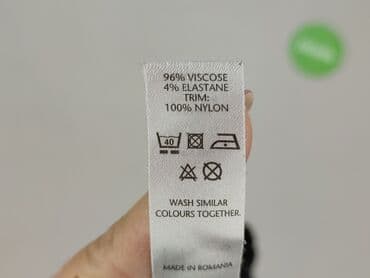 96% VISCOSE
4% ELASTANE
TRIM:
100% NYLON
40
WASH SIMILAR
COLOURS TOGETHER.
MADE IN ROMANIA